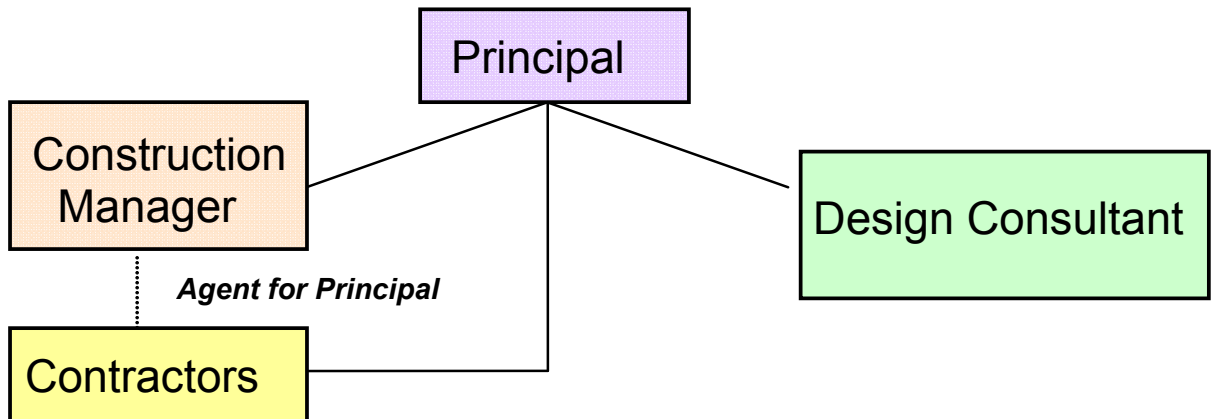 Principal
Construction
Manager
Design Consultant
Agent for Principal
Contractors